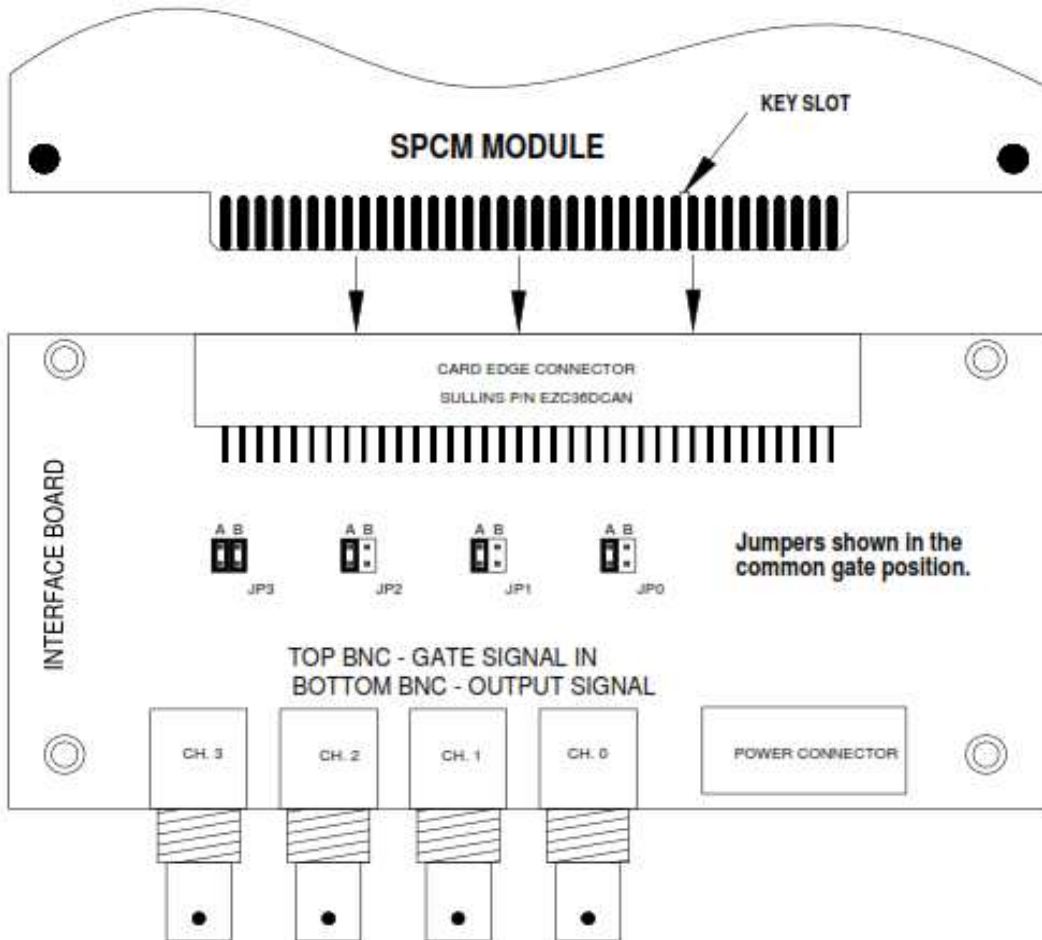 KEY SLOT
SPCM MODULE
CARD EDGE CONNECTOR
SULLINS P/N EZC36DCAN
INTERFACE BOARD
A B
JP3
A B
JP2
A B
JP1
A B
JP0
Jumpers shown in the
common gate position.
TOP BNC - GATE SIGNAL IN
BOTTOM BNC - OUTPUT SIGNAL
CH. 3
CH. 2
CH. 1
CH. 0
POWER CONNECTOR